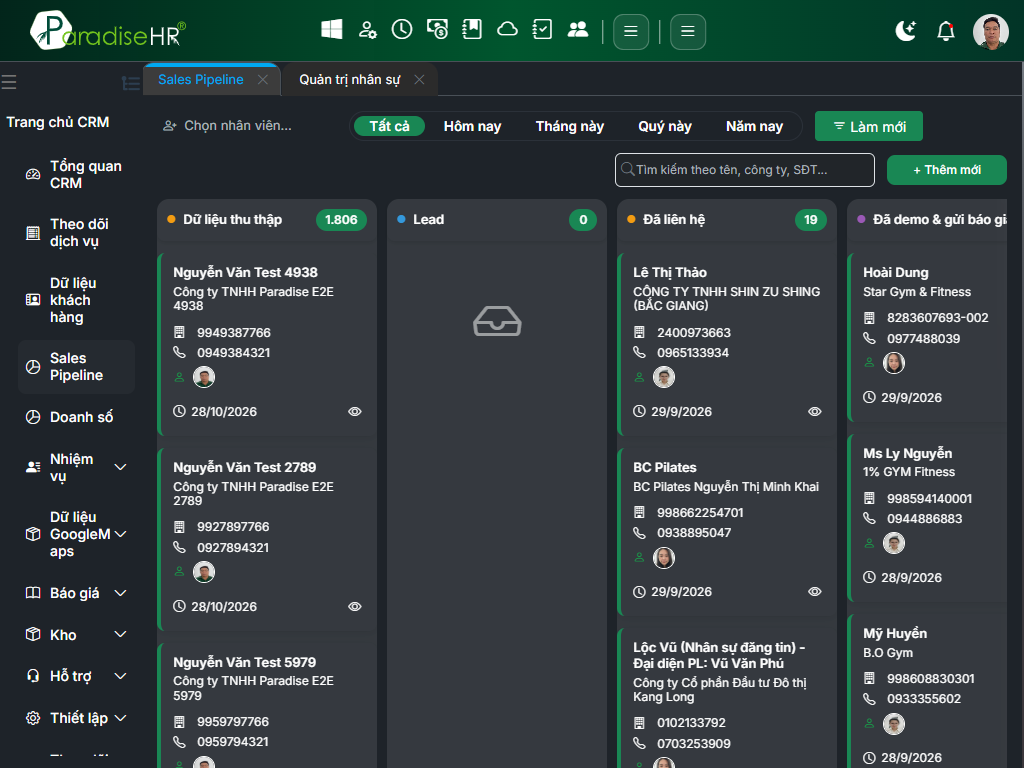 ParadiseHR®
Sales Pipeline
Quản trị nhân sự
Trang chủ CRM
Chọn nhân viên...
Tất cả
Hôm nay
Tháng này
Quý này
Năm nay
Làm mới
Tìm kiếm theo tên, công ty, SĐT...
+ Thêm mới
Tổng quan
CRM
Theo dõi
dịch vụ
Dữ liệu
khách
hàng
Sales
Pipeline
Doanh số
Nhiệm
vụ
Dữ liệu
GoogleM
aps
Báo giá
Kho
Hỗ trợ
Thiết lập
Dữ liệu thu thập 1.806
Nguyễn Văn Test 4938
Công ty TNHH Paradise E2E
4938
9949387766
0949384321
28/10/2026
Nguyễn Văn Test 2789
Công ty TNHH Paradise E2E
2789
9927897766
0927894321
28/10/2026
Nguyễn Văn Test 5979
Công ty TNHH Paradise E2E
5979
9959797766
0959794321
Lead 0
Đã liên hệ 19
Lê Thị Thảo
CÔNG TY TNHH SHIN ZU SHING
(BẮC GIANG)
2400973663
0965133934
29/9/2026
BC Pilates
BC Pilates Nguyễn Thị Minh Khai
998662254701
0938895047
29/9/2026
Lộc Vũ (Nhân sự đăng tin) -
Đại diện PL: Vũ Văn Phú
Công ty Cổ phần Đầu tư Đô thị
Kang Long
0102133792
0703253909
Đã demo & gửi báo gi
Hoài Dung
Star Gym & Fitness
8283607693-002
0977488039
29/9/2026
Ms Ly Nguyễn
1% GYM Fitness
998594140001
0944886883
28/9/2026
Mỹ Huyền
B.O Gym
998608830301
0933355602
28/9/2026